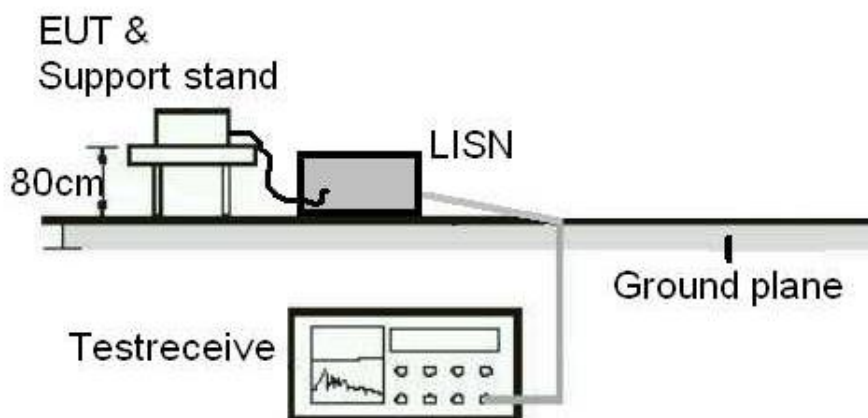 EUT &
Support stand
LISN
80cm
Ground plane
Testreceive